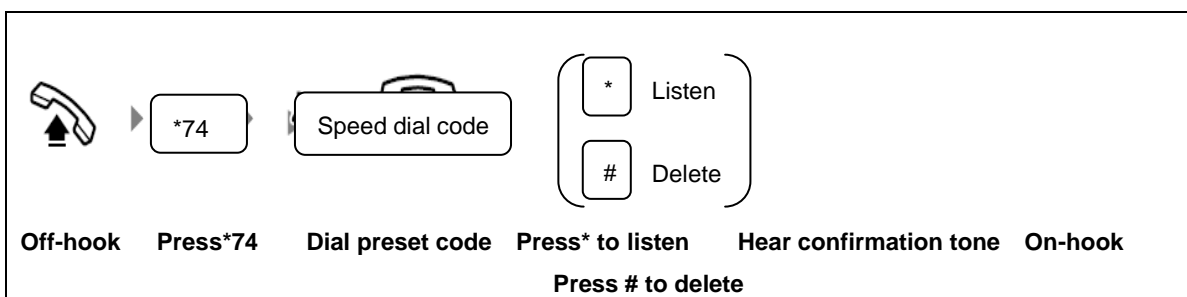 * Listen
*74 Speed dial code
# Delete
Off-hook Press*74 Dial preset code Press* to listen Hear confirmation tone On-hook
Press # to delete